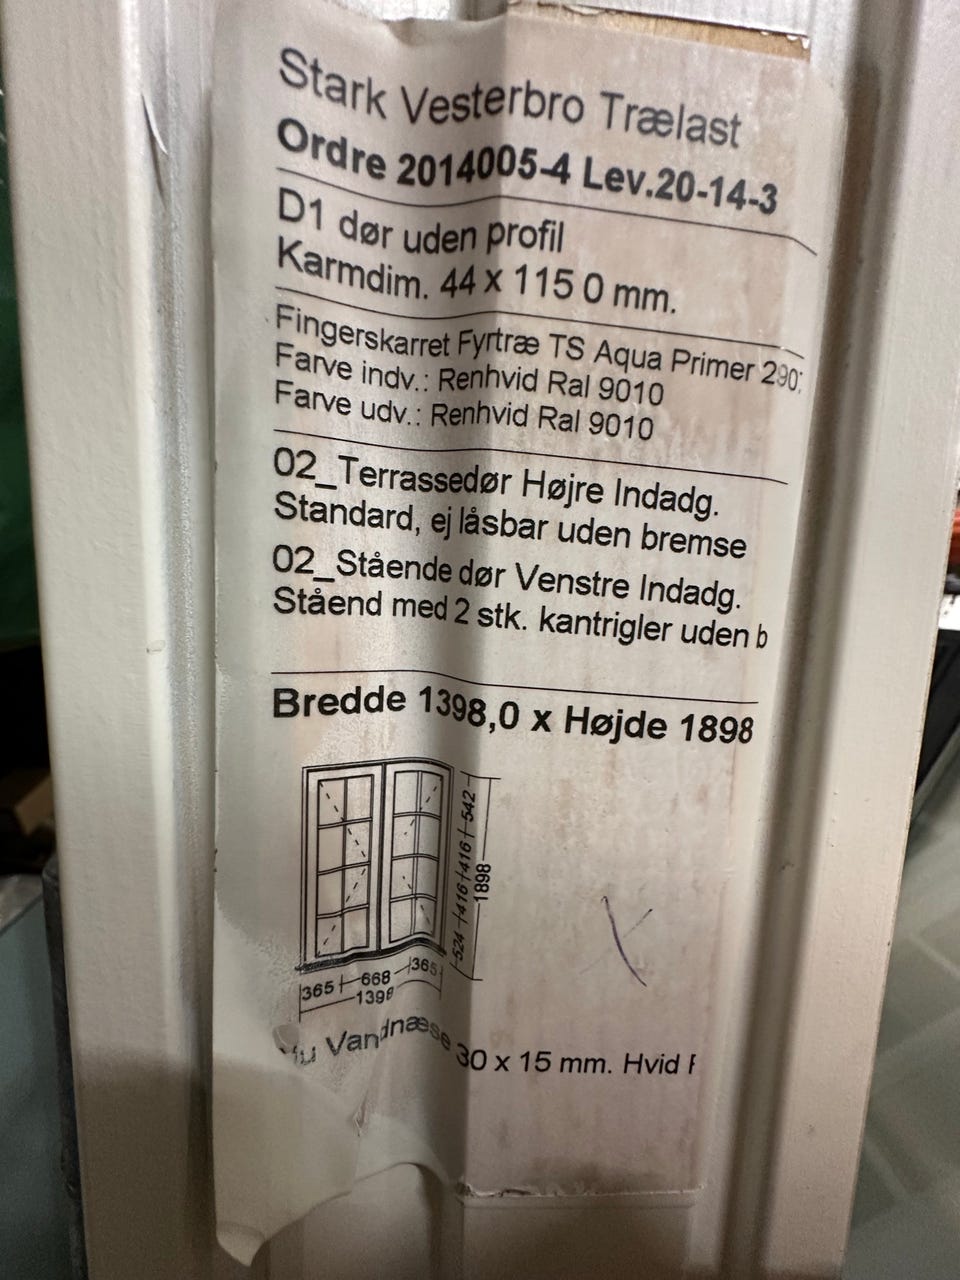 Stark Vesterbro Trælast
Ordre 2014005-4 Lev.20-14-3
D1 dør uden profil
Karmdim. 44 x 115 0 mm.
Fingerskarret Fyrtræ TS Aqua Primer 290
Farve indv.: Renhvid Ral 9010
Farve udv.: Renhvid Ral 9010
02_Terrassedør Højre Indadg.
Standard, ej låsbar uden bremse
02_Stående dør Venstre Indadg.
Ståend med 2 stk. kantrigler uden b
Bredde 1398,0 x Højde 1898
542
416
416
524
1898
365 668 365
1398
Vandnæse 30 x 15 mm. Hvid